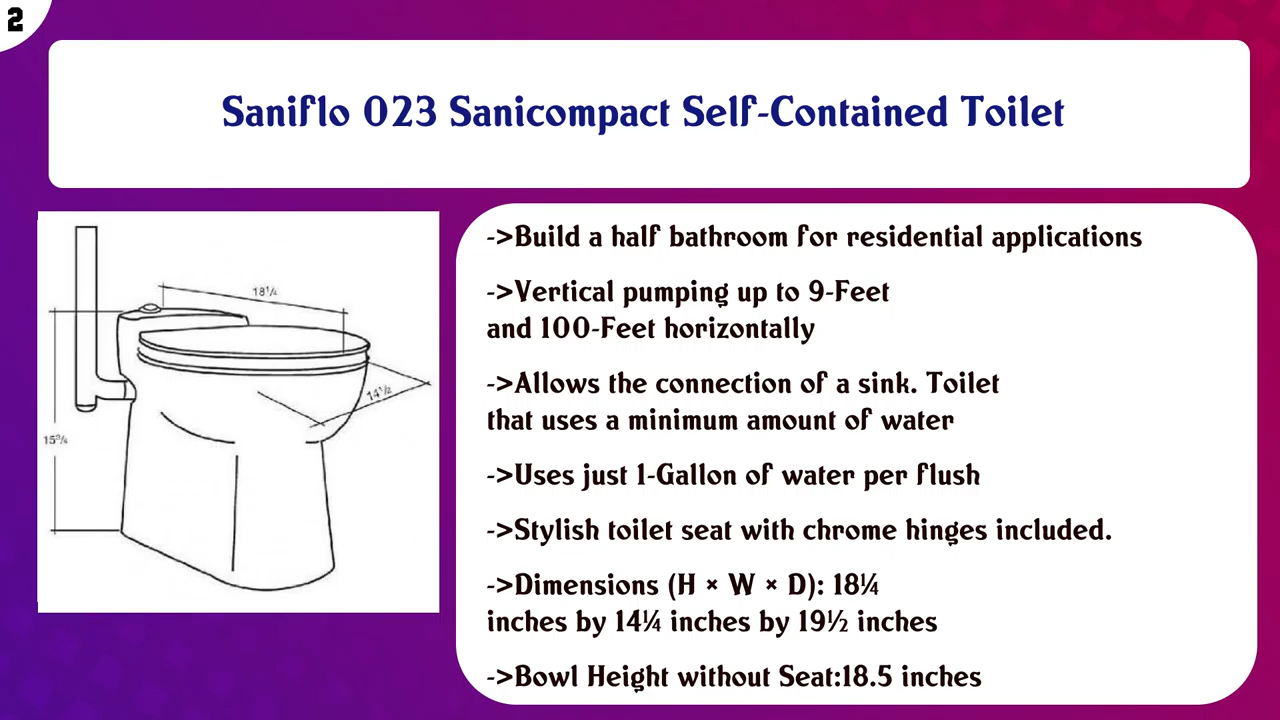 2
Saniflo 023 Sanicompact Self-Contained Toilet
18¼
14½
15¾
->Build a half bathroom for residential applications
->Vertical pumping up to 9-Feet
and 100-Feet horizontally
->Allows the connection of a sink. Toilet
that uses a minimum amount of water
->Uses just 1-Gallon of water per flush
->Stylish toilet seat with chrome hinges included.
->Dimensions (H × W × D): 18¼
inches by 14¼ inches by 19½ inches
->Bowl Height without Seat:18.5 inches